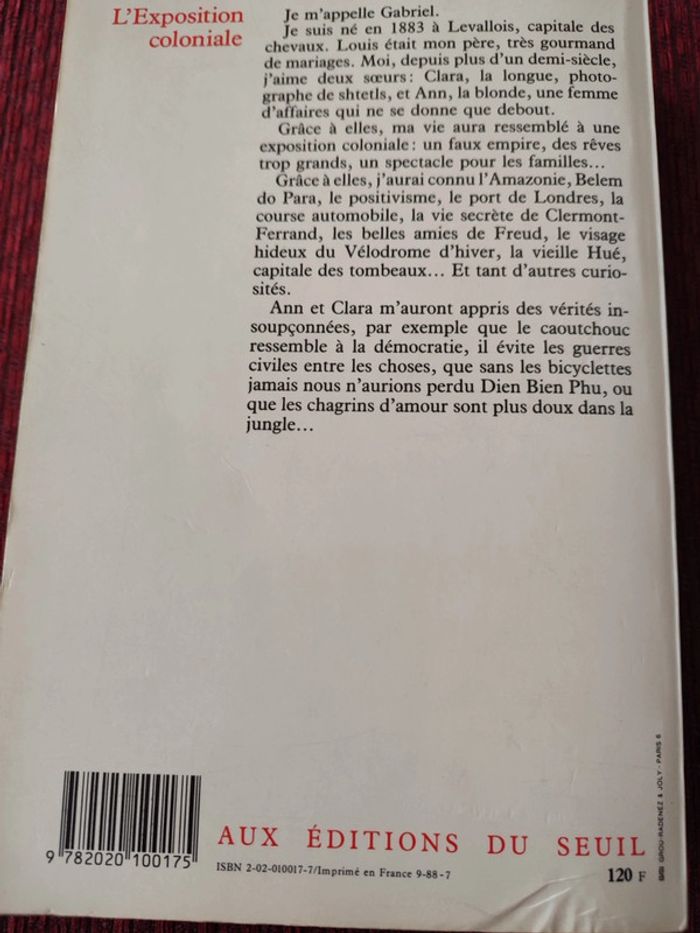 L'Exposition
coloniale
Je m'appelle Gabriel.
Je suis né en 1883 à Levallois, capitale des
chevaux. Louis était mon père, très gourmand
de mariages. Moi, depuis plus d'un demi-siècle,
j'aime deux sœurs : Clara, la longue, photo-
graphe de shtetls, et Ann, la blonde, une femme
d'affaires qui ne se donne que debout.
Grâce à elles, ma vie aura ressemblé à une
exposition coloniale : un faux empire, des rêves
trop grands, un spectacle pour les familles...
Grâce à elles, j'aurai connu l'Amazonie, Belem
do Para, le positivisme, le port de Londres, la
course automobile, la vie secrète de Clermont-
Ferrand, les belles amies de Freud, le visage
hideux du Vélodrome d'hiver, la vieille Hué,
capitale des tombeaux... Et tant d'autres curio-
sités.
Ann et Clara m'auront appris des vérités in-
soupçonnées, par exemple que le caoutchouc
ressemble à la démocratie, il évite les guerres
civiles entre les choses, que sans les bicyclettes
jamais nous n'aurions perdu Dien Bien Phu, ou
que les chagrins d'amour sont plus doux dans la
jungle...
9 782020 100175
AUX ÉDITIONS DU SEUIL
ISBN 2-02-010017-7/Imprimé en France 9-88-7
120 F
GROU-RADENEZ & JOLY - PARIS 6